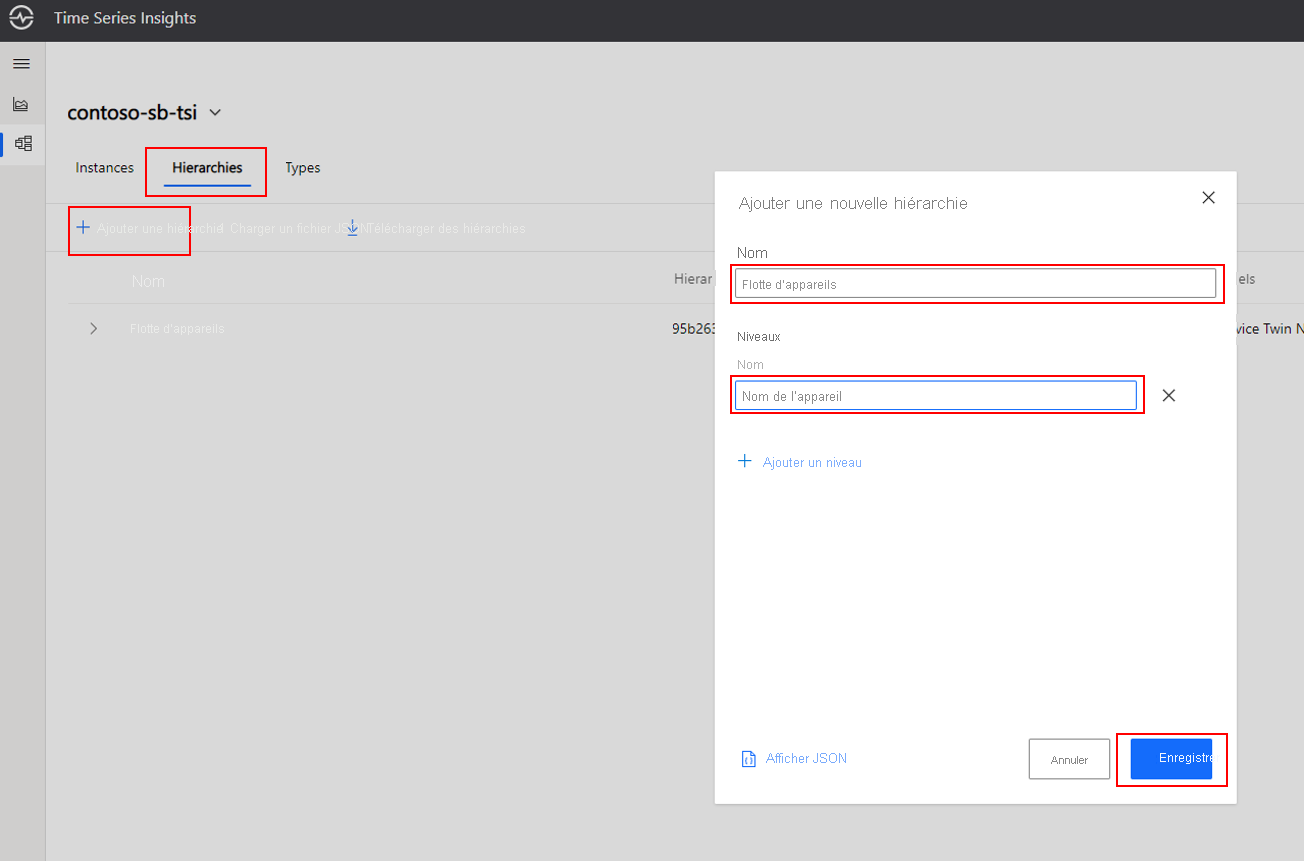 Time Series Insights
contoso-sb-tsi
Instances Hierarchies Types
Ajouter une hiérarchie Charger un fichier JSON Télécharger des hiérarchies
Nom Hierar els
Flotte d'appareils 95b263 vice Twin N
Ajouter une nouvelle hiérarchie
Nom
Flotte d'appareils
Niveaux
Nom
Nom de l'appareil
Ajouter un niveau
Afficher JSON Annuler Enregistre